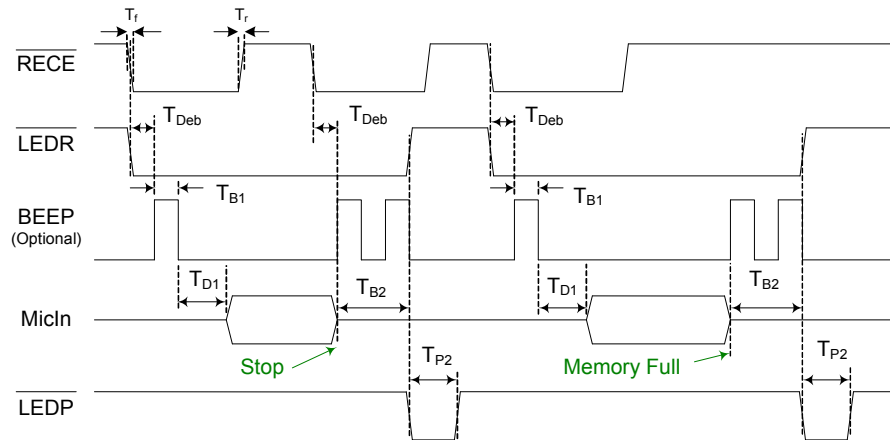 Tf
Tr
RECE
TDeb
TDeb
TDeb
LEDR
TB1
TB1
BEEP
(Optional)
TD1
TB2
TD1
TB2
MicIn
Stop
TP2
Memory Full
TP2
LEDP